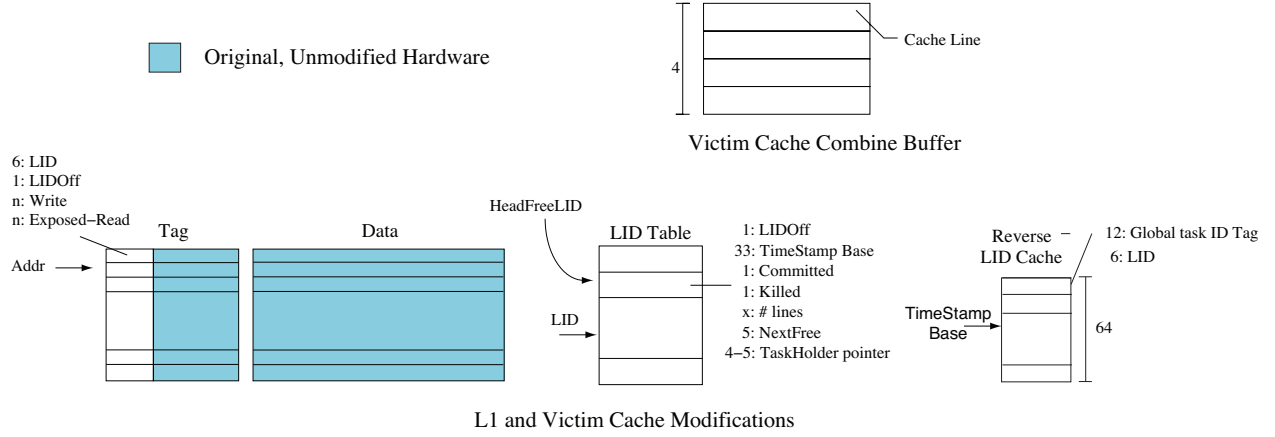 Cache Line
Original, Unmodified Hardware
4
Victim Cache Combine Buffer
6: LID
1: LIDOff
n: Write
n: Exposed−Read
Tag
Data
Addr
HeadFreeLID
LID Table
LID
1: LIDOff
33: TimeStamp Base
1: Committed
1: Killed
x: # lines
5: NextFree
4−5: TaskHolder pointer
Reverse
LID Cache
12: Global task ID Tag
6: LID
TimeStamp
Base
64
L1 and Victim Cache Modifications